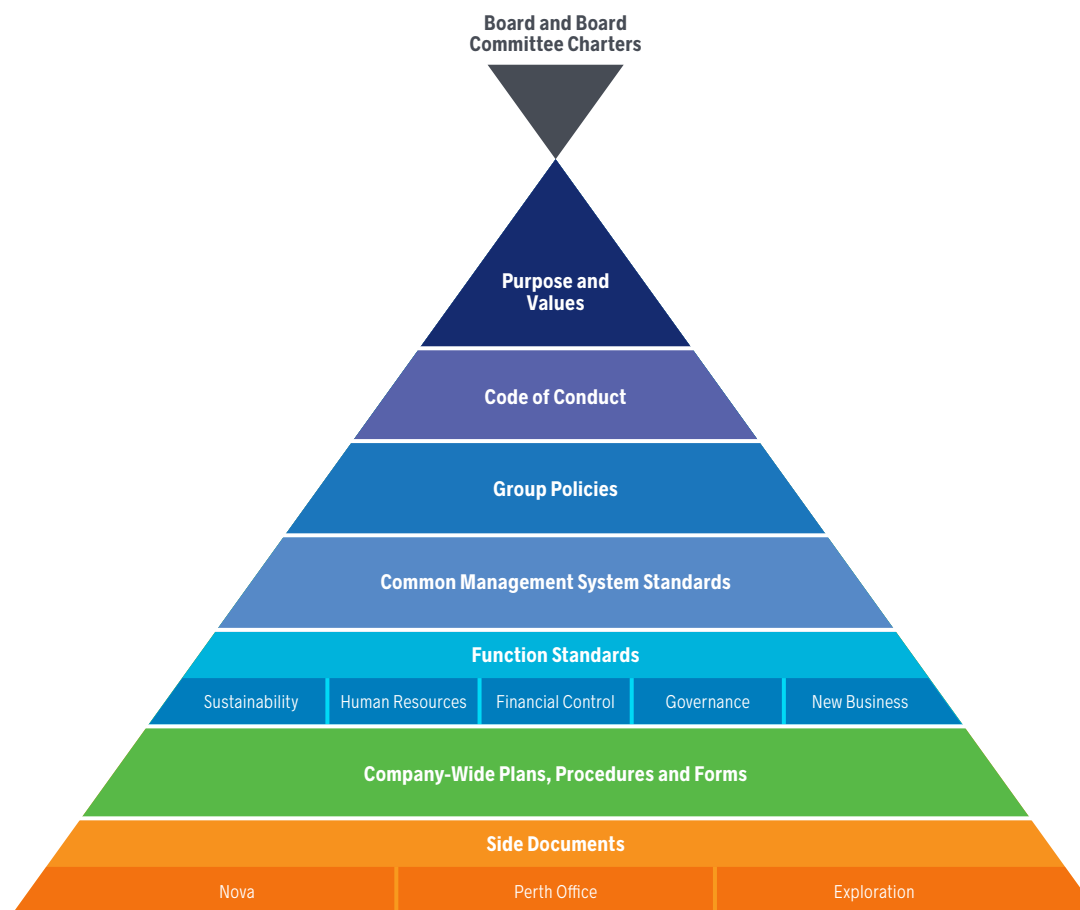 Board and Board
Committee Charters
Purpose and
Values
Code of Conduct
Group Policies
Common Management System Standards
Function Standards
Sustainability
Human Resources
Financial Control
Governance
New Business
Company-Wide Plans, Procedures and Forms
Side Documents
Nova
Perth Office
Exploration